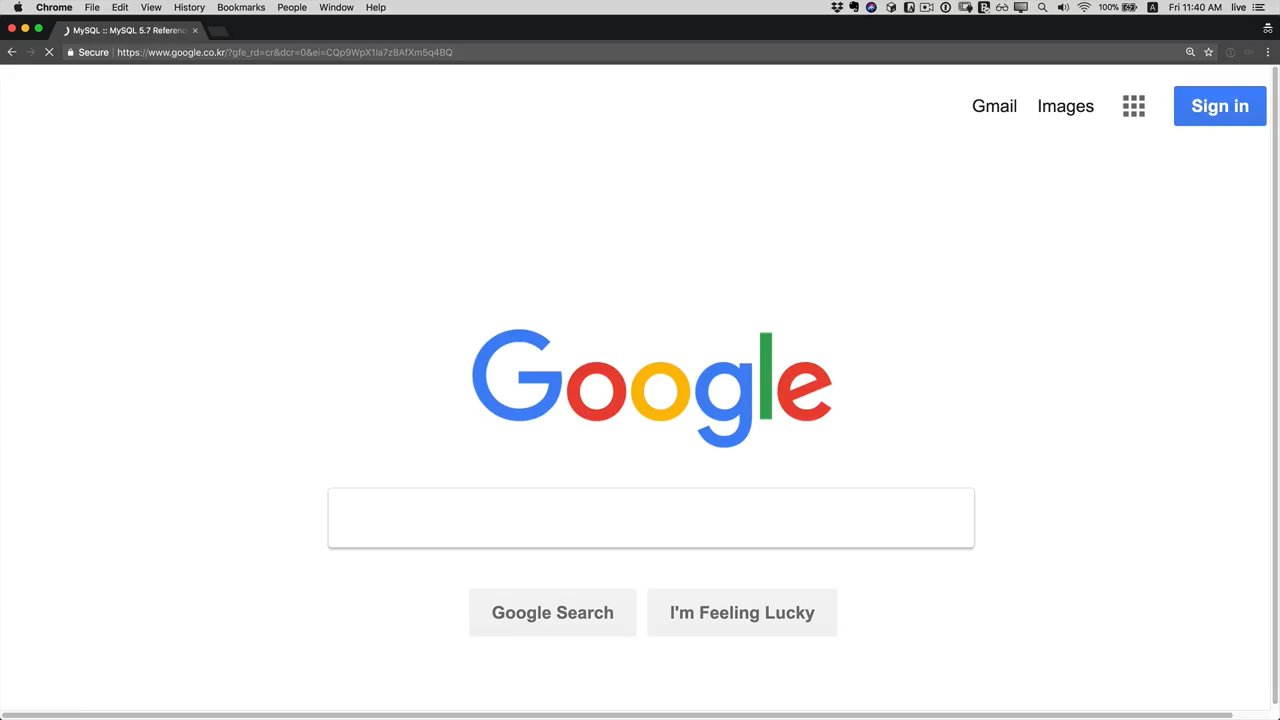 Chrome File Edit View History Bookmarks People Window Help 100% A Fri 11:40 AM live
MySQL :: MySQL 5.7 Referenc
Secure https://www.google.co.kr/?gfe_rd=cr&dcr=0&ei=CQp9WpX1Ia7z8AfXm5q4BQ
Gmail Images Sign in
Google
Google Search I'm Feeling Lucky